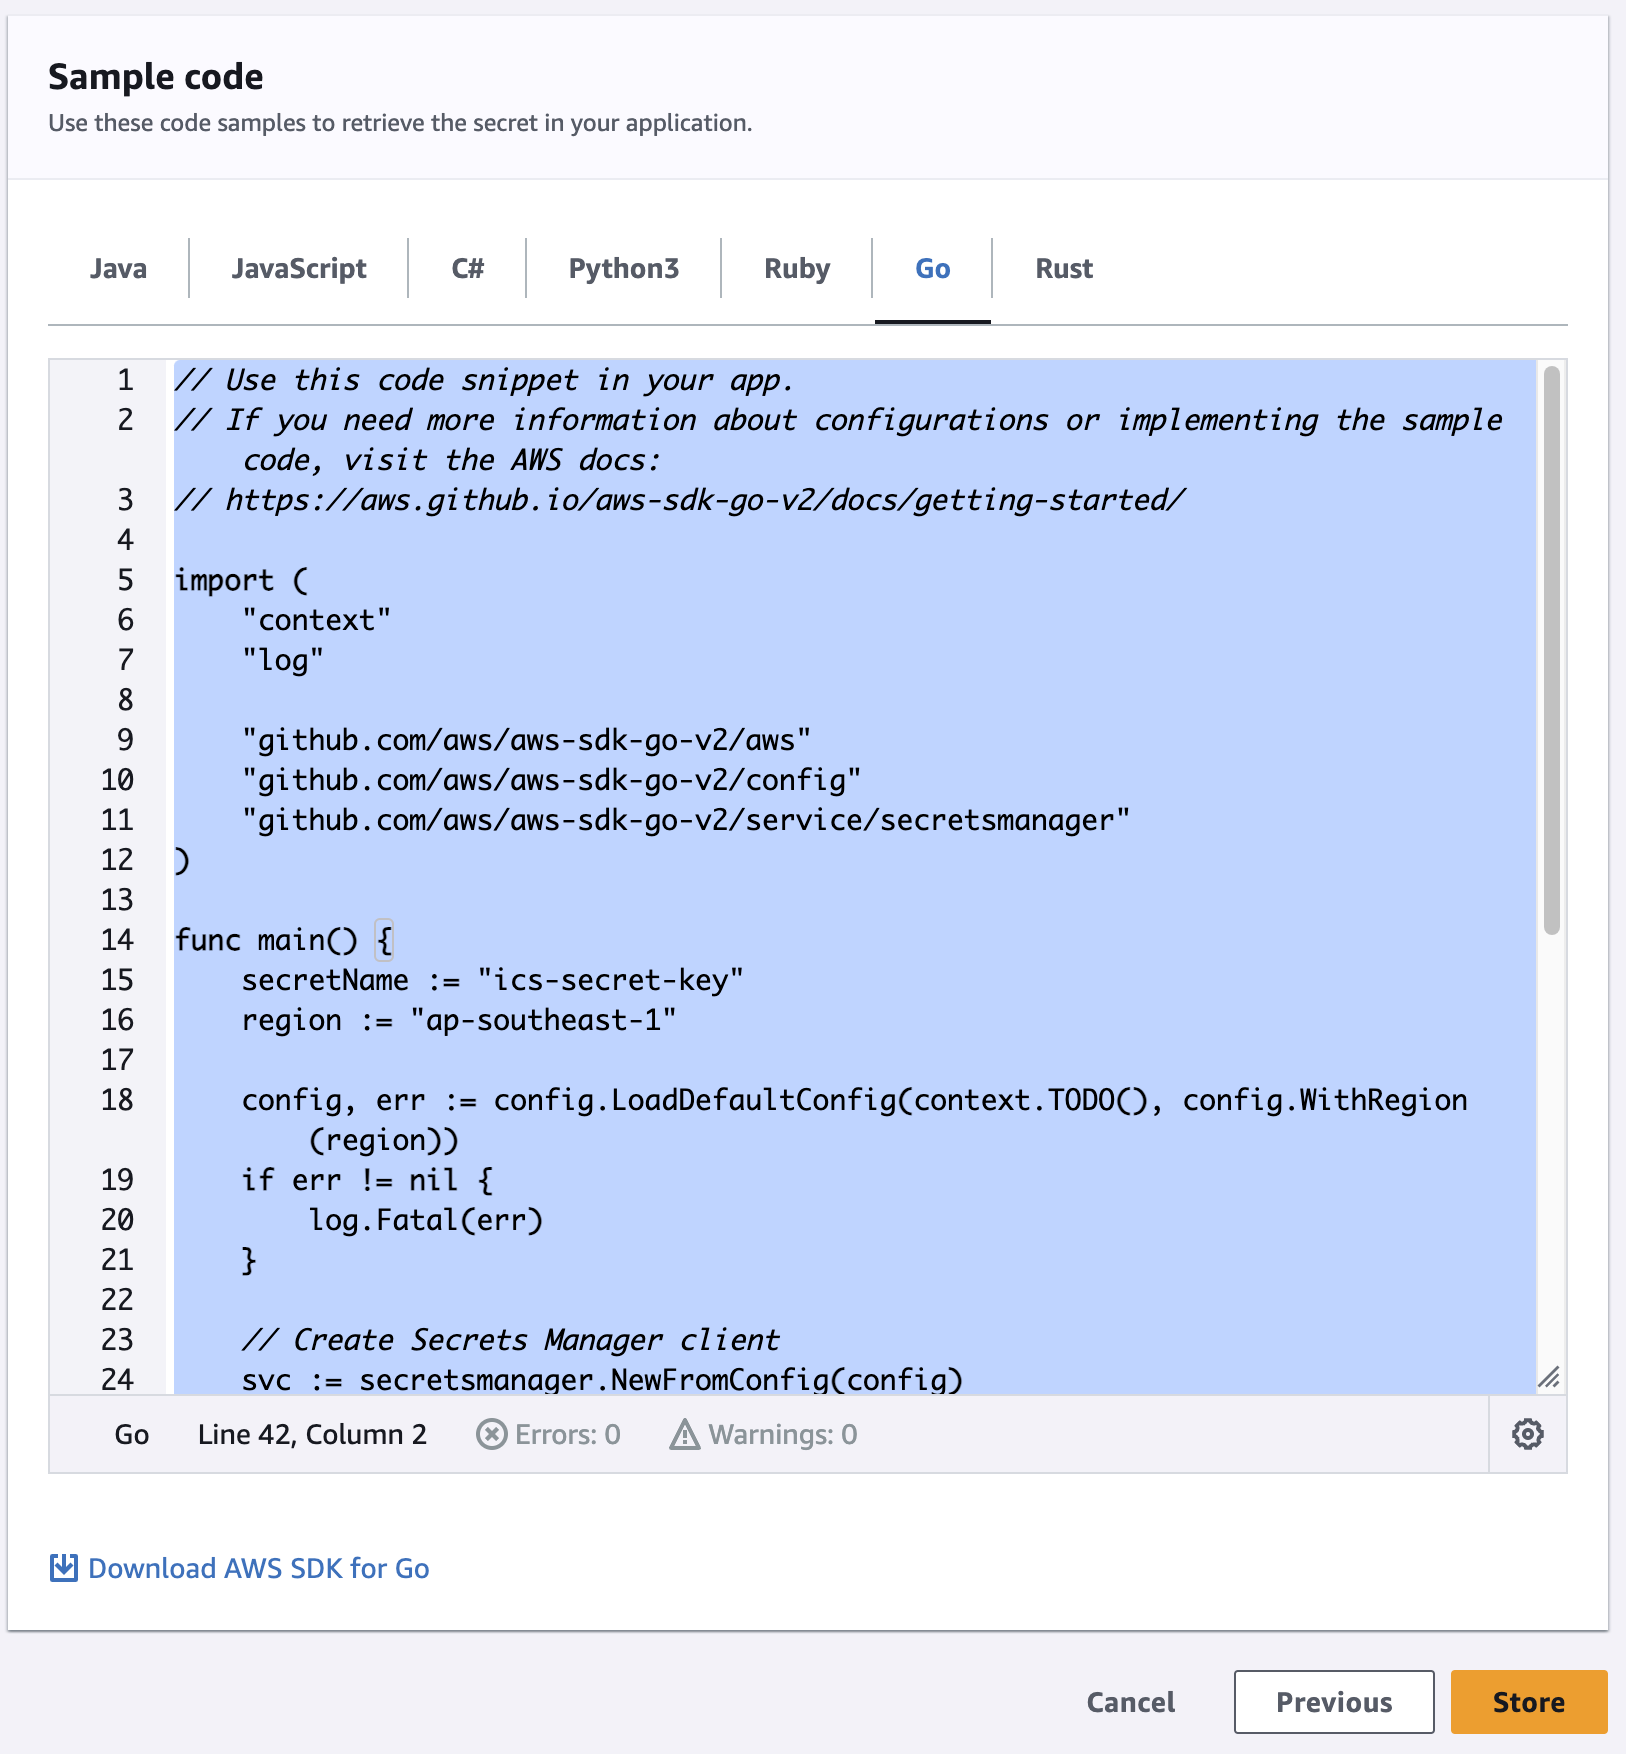 Sample code
Use these code samples to retrieve the secret in your application.
Java JavaScript C# Python3 Ruby Go Rust
1 // Use this code snippet in your app.
2 // If you need more information about configurations or implementing the sample
code, visit the AWS docs:
3 // https://aws.github.io/aws-sdk-go-v2/docs/getting-started/
4
5 import (
6 "context"
7 "log"
8
9 "github.com/aws/aws-sdk-go-v2/aws"
10 "github.com/aws/aws-sdk-go-v2/config"
11 "github.com/aws/aws-sdk-go-v2/service/secretsmanager"
12 )
13
14 func main() {
15 secretName := "ics-secret-key"
16 region := "ap-southeast-1"
17
18 config, err := config.LoadDefaultConfig(context.TODO(), config.WithRegion
(region))
19 if err != nil {
20 log.Fatal(err)
21 }
22
23 // Create Secrets Manager client
24 svc := secretsmanager.NewFromConfig(config)
Go Line 42, Column 2 Errors: 0 Warnings: 0
Download AWS SDK for Go
Cancel Previous Store